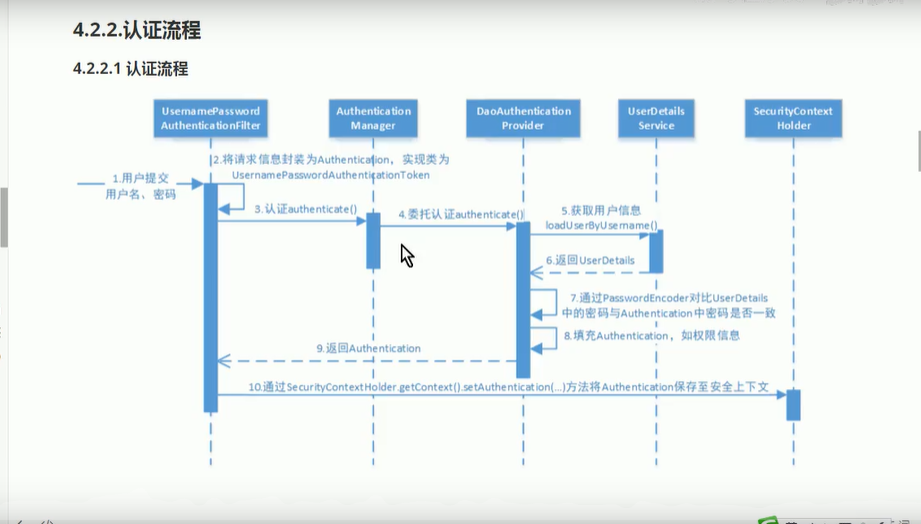 4.2.2.认证流程
4.2.2.1 认证流程
UsernamePassword
AuthenticationFilter
Authentication
Manager
DaoAuthentication
Provider
UserDetails
Service
SecurityContext
Holder
1.用户提交
用户名、密码
2.将请求信息封装为Authentication，实现类为
UsernamePasswordAuthenticationToken
3.认证authenticate()
4.委托认证authenticate()
5.获取用户信息
loadUserByUsername()
6.返回UserDetails
7.通过PasswordEncoder对比UserDetails
中的密码与Authentication中密码是否一致
8.填充Authentication，如权限信息
9.返回Authentication
10.通过SecurityContextHolder.getContext().setAuthentication(...)方法将Authentication保存至安全上下文